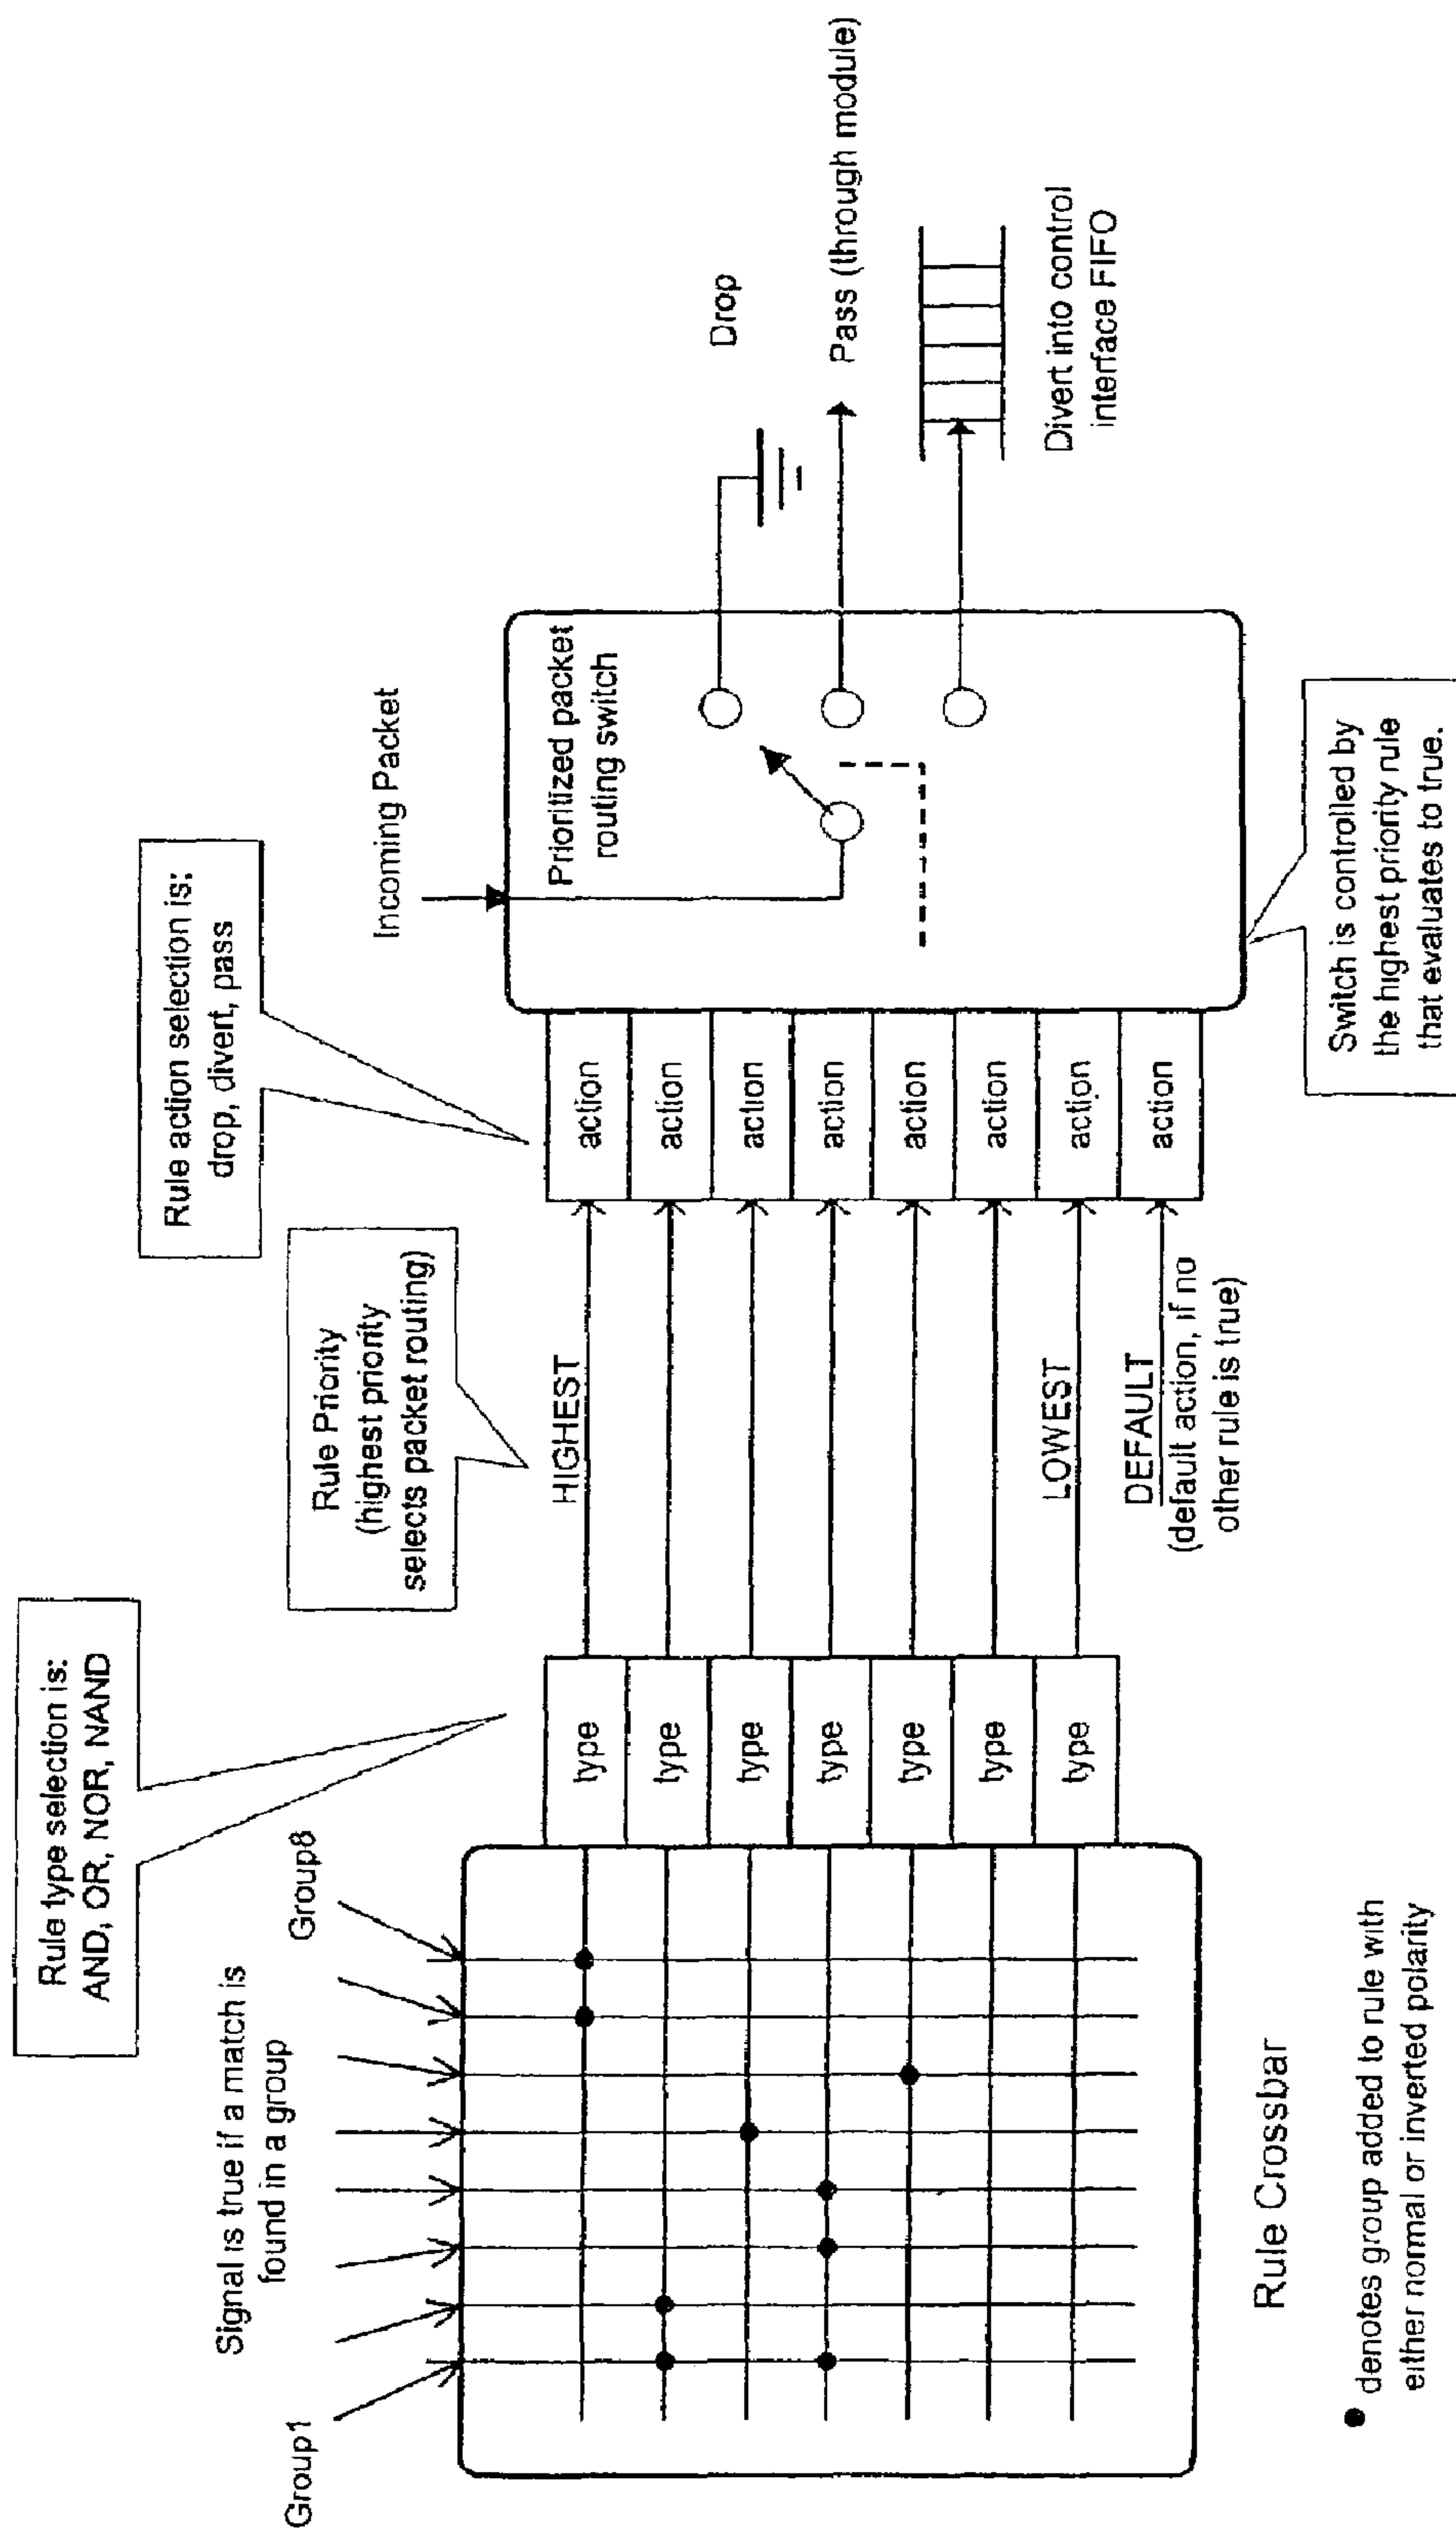 Rule type selection is:
AND, OR, NOR, NAND
Rule action selection is:
drop, divert, pass
Rule Priority
(highest priority
selects packet routing)
Signal is true if a match is
found in a group
Group1
Group8
Incoming Packet
HIGHEST
LOWEST
DEFAULT
(default action, if no
other rule is true)
type
type
type
type
type
type
type
action
action
action
action
action
action
action
action
Prioritized packet
routing switch
Drop
Pass (through module)
Divert into control
interface FIFO
Switch is controlled by
the highest priority rule
that evaluates to true.
Rule Crossbar
● denotes group added to rule with
either normal or inverted polarity